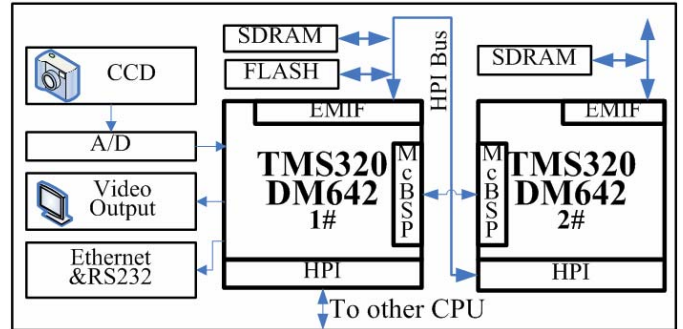 CCD
A/D
Video
Output
Ethernet
&RS232
SDRAM
FLASH
EMIF
TMS320
DM642
1#
McBSP
HPI
To other CPU
HPI Bus
SDRAM
EMIF
McBSP
TMS320
DM642
2#
HPI